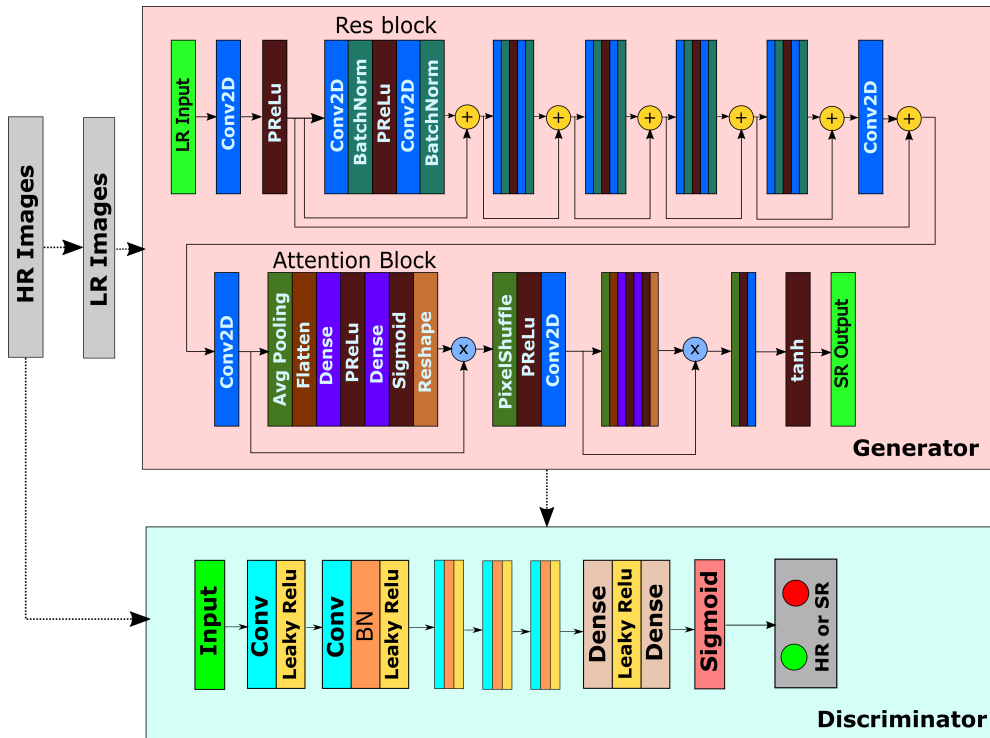 HR Images
LR Images
Res block
LR Input
Conv2D
PReLu
Conv2D
BatchNorm
PReLu
Conv2D
BatchNorm
+
+
+
+
+
Conv2D
+
Attention Block
Conv2D
Avg Pooling
Flatten
Dense
PReLu
Dense
Sigmoid
Reshape
x
PixelShuffle
PReLu
Conv2D
x
tanh
SR Output
Generator
Input
Conv
Leaky Relu
Conv
BN
Leaky Relu
Dense
Leaky Relu
Dense
Sigmoid
HR or SR
Discriminator